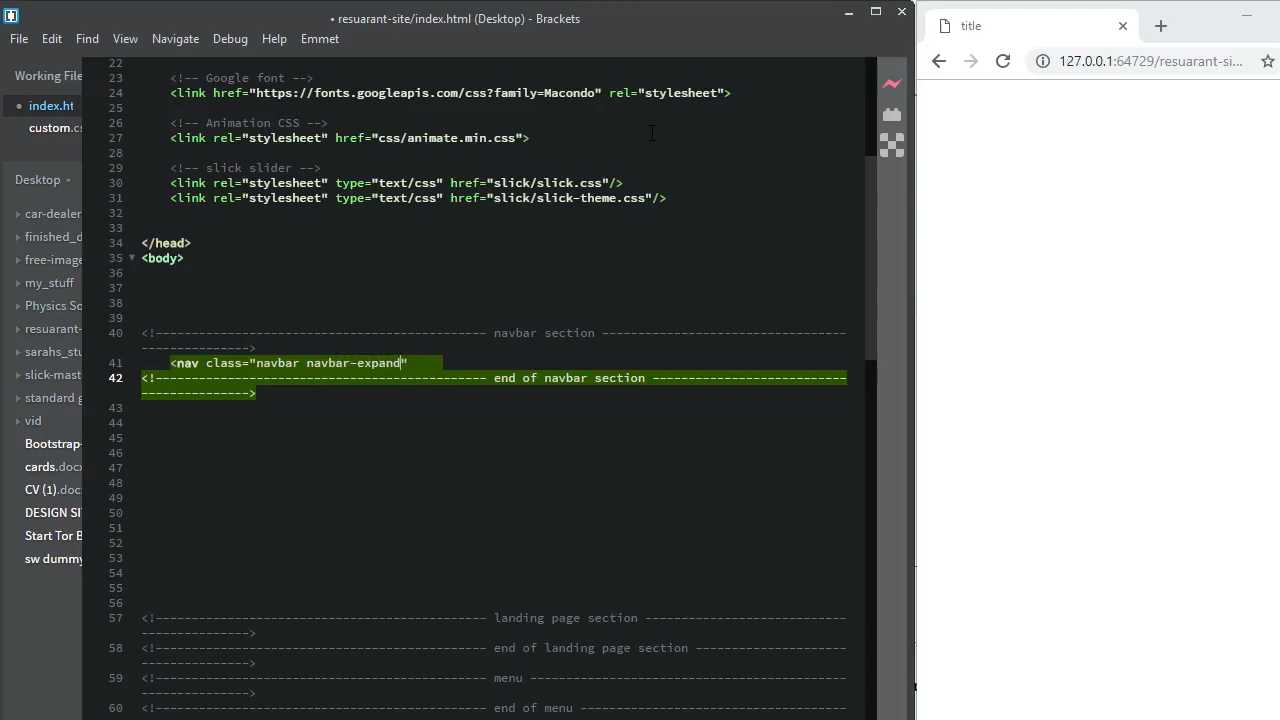 • resuarant-site/index.html (Desktop) - Brackets
File Edit Find View Navigate Debug Help Emmet
Working File
• index.ht
custom.cs
Desktop
car-dealer
finished_d
free-image
my_stuff
Physics So
resuarant-
sarahs_stu
slick-mast
standard g
vid
Bootstrap-
cards.docx
CV (1).docx
DESIGN SI
Start Tor B
sw dummy
22
23 <!-- Google font -->
24 <link href="https://fonts.googleapis.com/css?family=Macondo" rel="stylesheet">
25
26 <!-- Animation CSS -->
27 <link rel="stylesheet" href="css/animate.min.css">
28
29 <!-- slick slider -->
30 <link rel="stylesheet" type="text/css" href="slick/slick.css"/>
31 <link rel="stylesheet" type="text/css" href="slick/slick-theme.css"/>
32
33
34 </head>
35 <body>
36
37
38
39
40 <!---------------------------------------------- navbar section ----------------------------------
--------------->
41 <nav class="navbar navbar-expand"
42 <!---------------------------------------------- end of navbar section ---------------------------
--------------->
43
44
45
46
47
48
49
50
51
52
53
54
55
56
57 <!---------------------------------------------- landing page section ----------------------------
--------------->
58 <!---------------------------------------------- end of landing page section ---------------------
--------------->
59 <!---------------------------------------------- menu --------------------------------------------
--------------->
60 <!---------------------------------------------- end of menu -------------------------------------
title
127.0.0.1:64729/resuarant-si...